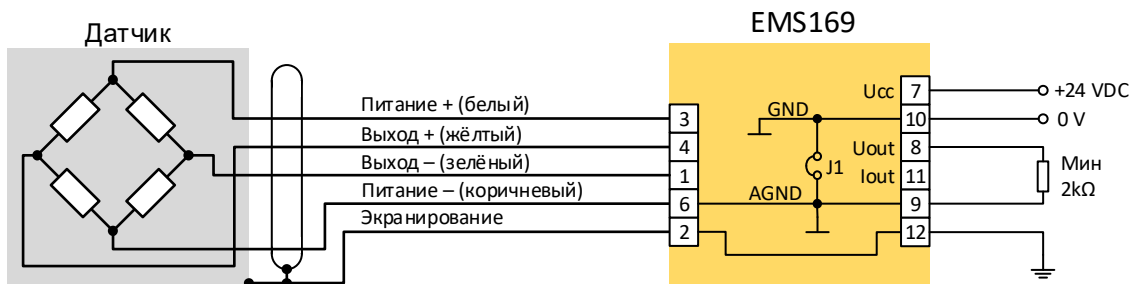 EMS169
Датчик
Питание + (белый)
Выход + (жёлтый)
Выход – (зелёный)
Питание – (коричневый)
Экранирование
3
4
1
6
2
GND
J1
AGND
Ucc
Uout
Iout
7
10
8
11
9
12
+24 VDC
0 V
Мин
2kΩ